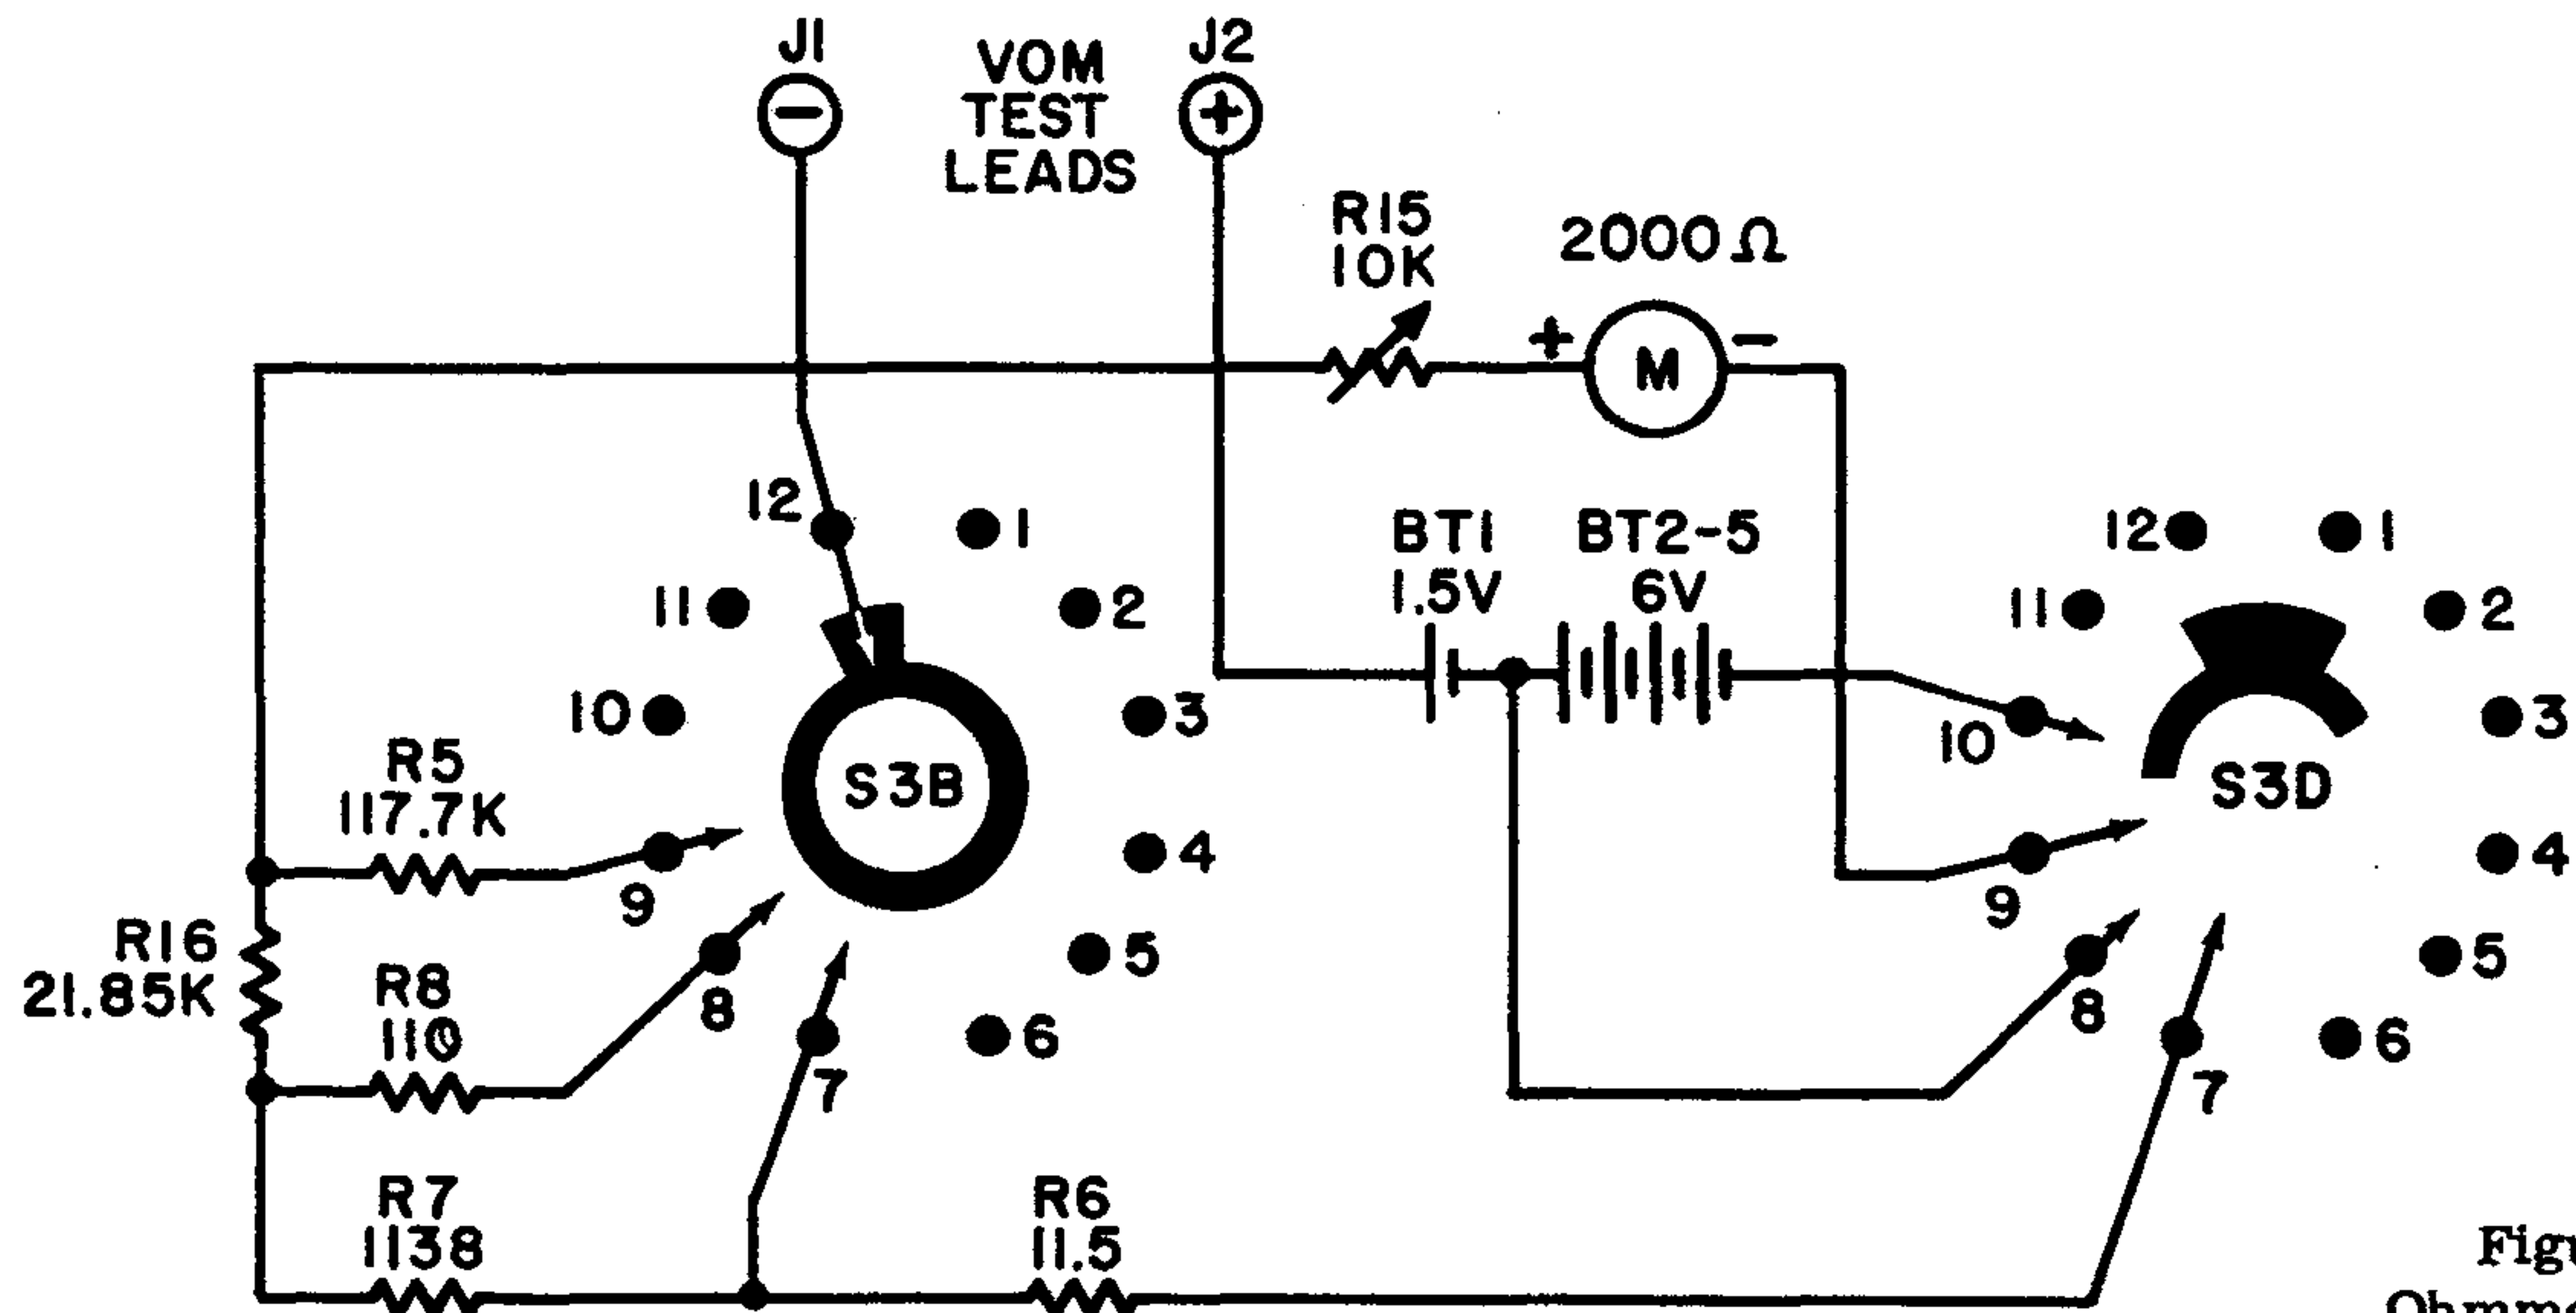 J1
VOM
TEST
LEADS
J2
−
+
R15
10K
2000Ω
+
M
−
12
1
11
2
10
3
S3B
9
4
8
5
7
6
BT1
1.5V
BT2-5
6V
12
1
11
2
10
3
S3D
9
4
8
5
7
6
R5
117.7K
R16
21.85K
R8
110
R7
1138
R6
11.5